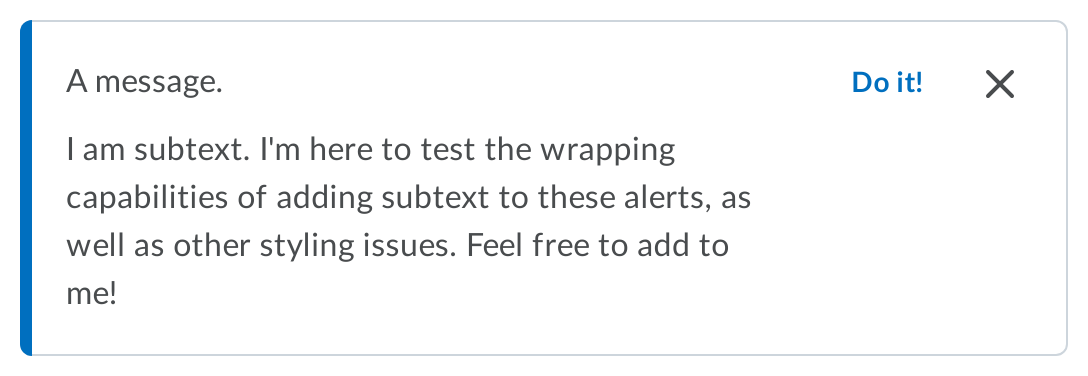 A message.
Do it!
I am subtext. I'm here to test the wrapping
capabilities of adding subtext to these alerts, as
well as other styling issues. Feel free to add to
me!